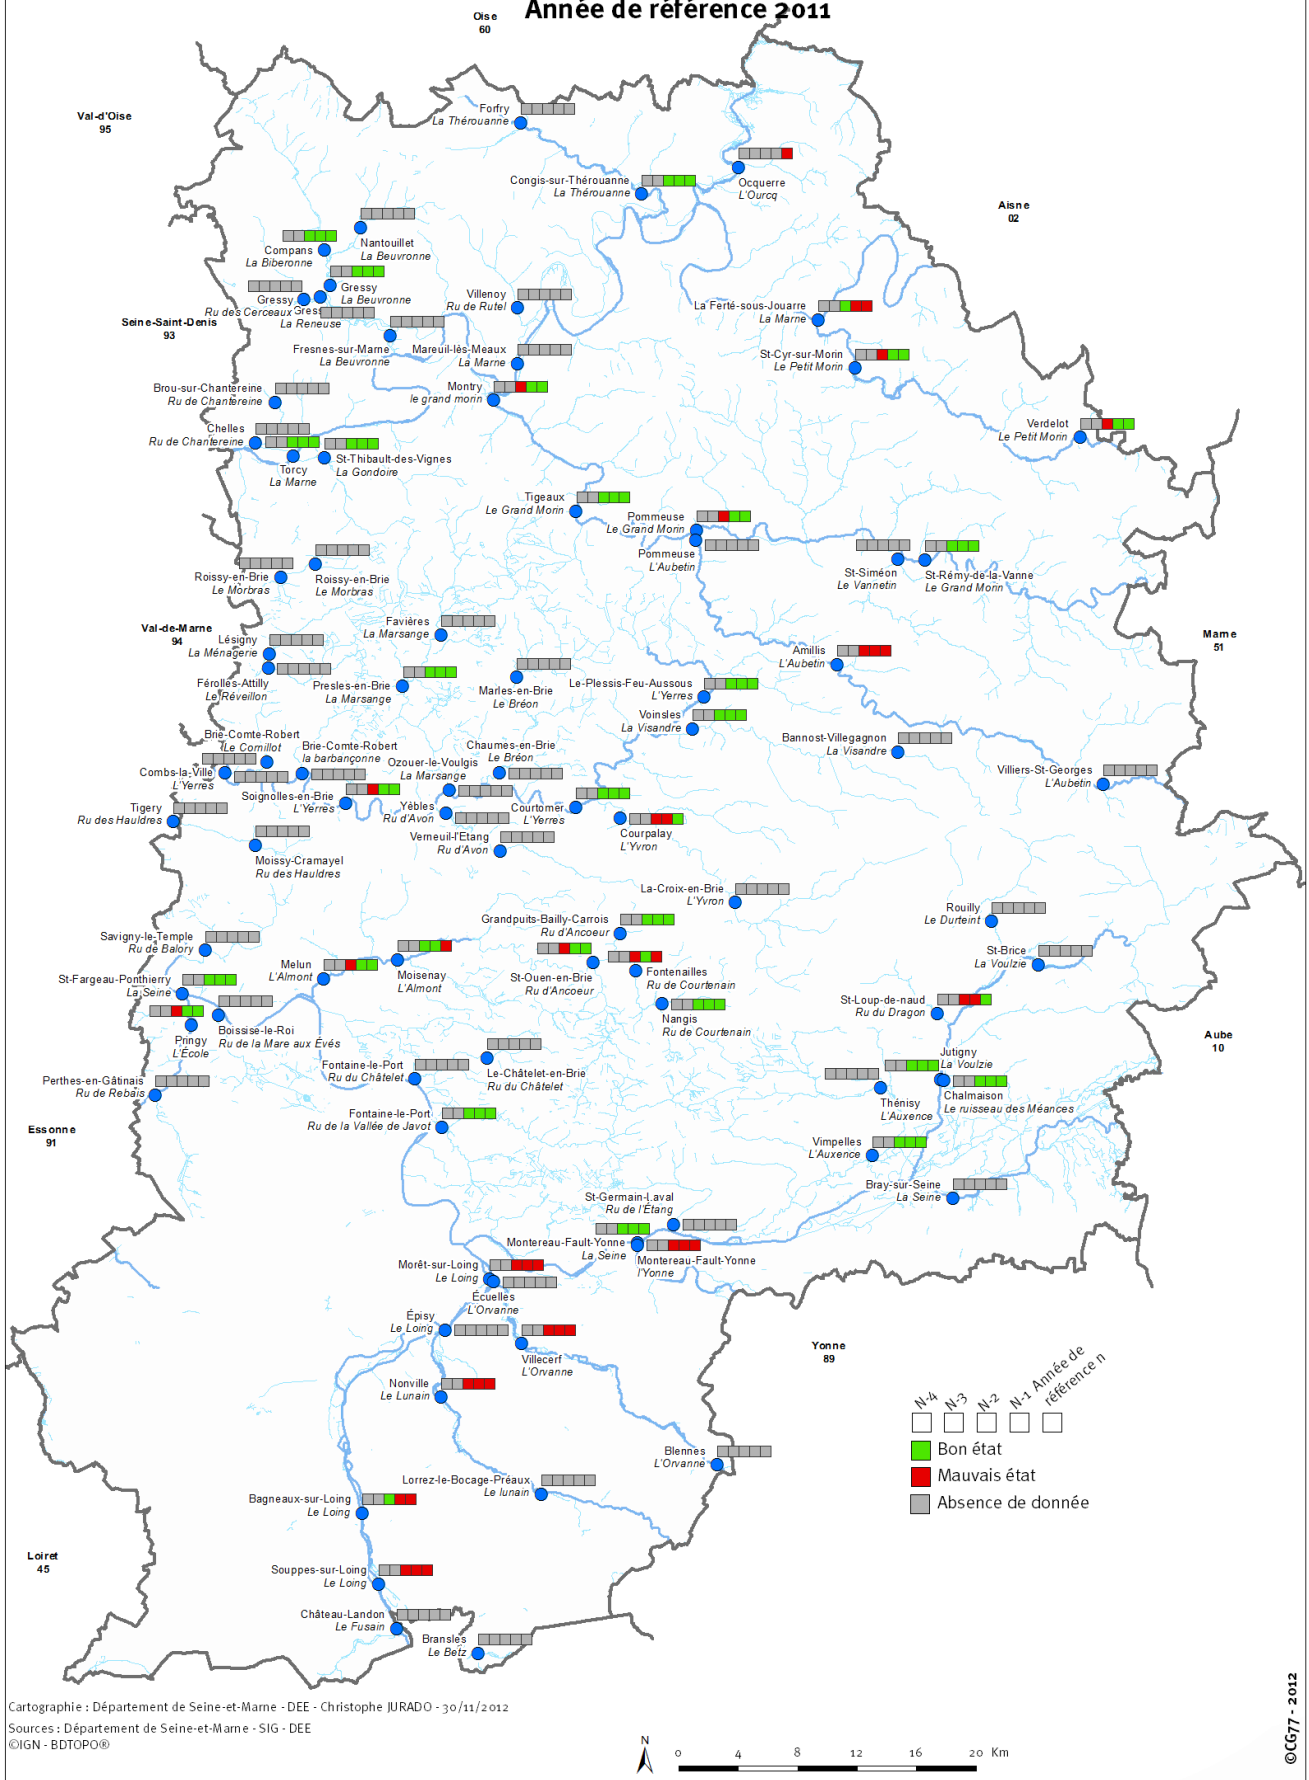 Année de référence 2011
Oise
60
Val-d'Oise
95
Forfry
La Thérouanne
Congis-sur-Thérouanne
La Thérouanne
Ocquerre
L'Ourcq
Aisne
02
Nantouillet
La Beuvronne
Compans
La Biberonne
Gressy
La Beuvronne
Gressy
Ru des Cerceaux
Gress
La Reneuse
Villenoy
Ru de Rutel
La Ferté-sous-Jouarre
La Marne
Seine-Saint-Denis
93
Fresnes-sur-Marne
La Beuvronne
Mareuil-lès-Meaux
La Marne
St-Cyr-sur-Morin
Le Petit Morin
Brou-sur-Chantereine
Ru de Chantereine
Montry
le grand morin
Verdelot
Le Petit Morin
Chelles
Ru de Chantereine
Torcy
La Marne
St-Thibault-des-Vignes
La Gondoire
Tigeaux
Le Grand Morin
Pommeuse
Le Grand Morin
Pommeuse
L'Aubetin
St-Siméon
Le Vannetin
St-Rémy-de-la-Vanne
Le Grand Morin
Roissy-en-Brie
Le Morbras
Roissy-en-Brie
Le Morbras
Val-de-Marne
94
Favières
La Marsange
Marne
51
Lésigny
La Ménagerie
Amillis
L'Aubetin
Férolles-Attilly
Le Réveillon
Presles-en-Brie
La Marsange
Marles-en-Brie
Le Bréon
Le-Plessis-Feu-Aussous
L'Yerres
Voinsles
La Visandre
Bannost-Villegagnon
La Visandre
Brie-Comte-Robert
Le Cornillot
Brie-Comte-Robert
la barbançonne
Chaumes-en-Brie
Le Bréon
Ozouer-le-Voulgis
La Marsange
Villiers-St-Georges
L'Aubetin
Combs-la-Ville
L'Yerres
Soignolles-en-Brie
L'Yerres
Yèbles
Ru d'Avon
Courtomer
L'Yerres
Tigery
Ru des Hauldres
Courpalay
L'Yvron
Verneuil-l'Etang
Ru d'Avon
Moissy-Cramayel
Ru des Hauldres
La-Croix-en-Brie
L'Yvron
Rouilly
Le Durteint
Grandpuits-Bailly-Carrois
Ru d'Ancoeur
Savigny-le-Temple
Ru de Balory
St-Brice
La Voulzie
Melun
L'Almont
Moisenay
L'Almont
St-Ouen-en-Brie
Ru d'Ancoeur
Fontenailles
Ru de Courtenain
St-Fargeau-Ponthierry
La Seine
St-Loup-de-naud
Ru du Dragon
Nangis
Ru de Courtenain
Boissise-le-Roi
Ru de la Mare aux Évés
Pringy
L'École
Aube
10
Jutigny
La Voulzie
Fontaine-le-Port
Ru du Châtelet
Le-Châtelet-en-Brie
Ru du Châtelet
Perthes-en-Gâtinais
Ru de Rebais
Thénisy
L'Auxence
Chalmaison
Le ruisseau des Méances
Essonne
91
Fontaine-le-Port
Ru de la Vallée de Javot
Vimpelles
L'Auxence
Bray-sur-Seine
La Seine
St-Germain-Laval
Ru de l'Étang
Montereau-Fault-Yonne
La Seine
Montereau-Fault-Yonne
l'Yonne
Morêt-sur-Loing
Le Loing
Écuelles
L'Orvanne
Épisy
Le Loing
Villecerf
L'Orvanne
Yonne
89
Nonville
Le Lunain
N-4
N-3
N-2
N-1
Année de
référence n
Bon état
Mauvais état
Absence de donnée
Blennes
L'Orvanne
Lorrez-le-Bocage-Préaux
Le lunain
Bagneaux-sur-Loing
Le Loing
Loiret
45
Souppes-sur-Loing
Le Loing
Château-Landon
Le Fusain
Bransles
Le Betz
Cartographie : Département de Seine-et-Marne - DEE - Christophe JURADO - 30/11/2012
Sources : Département de Seine-et-Marne - SIG - DEE
©IGN - BDTOPO®
N
0 4 8 12 16 20 Km
©CG77 - 2012